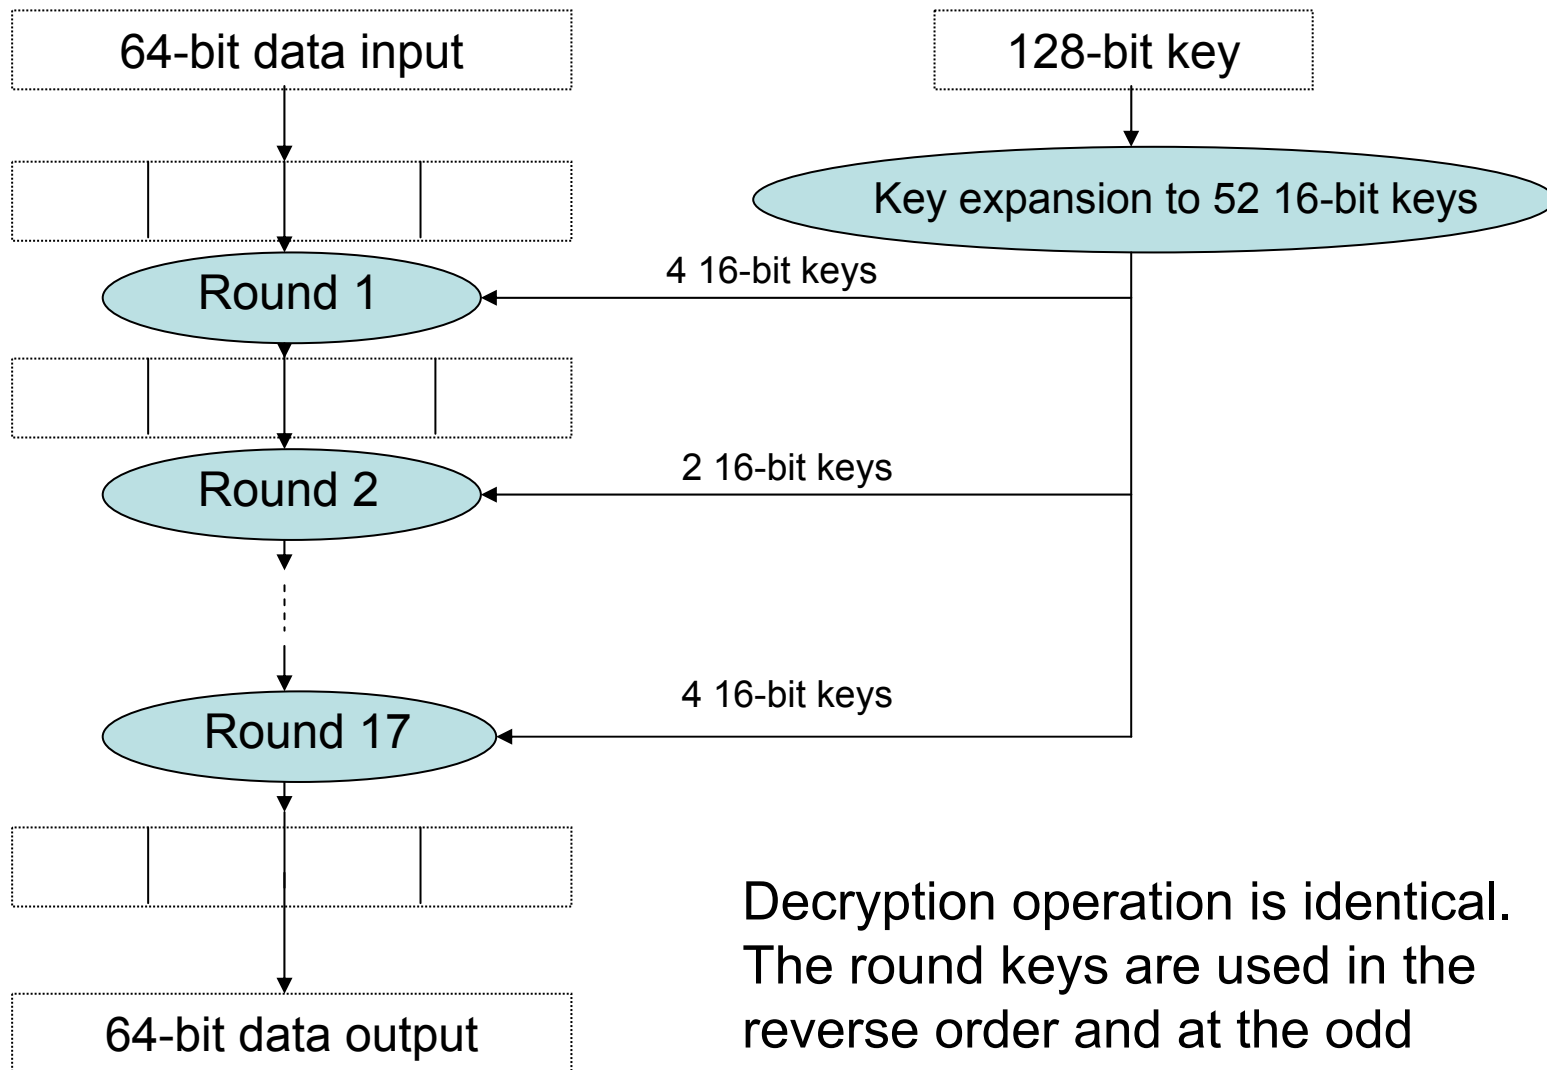 64-bit data input
128-bit key
Key expansion to 52 16-bit keys
4 16-bit keys
Round 1
2 16-bit keys
Round 2
4 16-bit keys
Round 17
Decryption operation is identical.
The round keys are used in the
reverse order and at the odd
64-bit data output